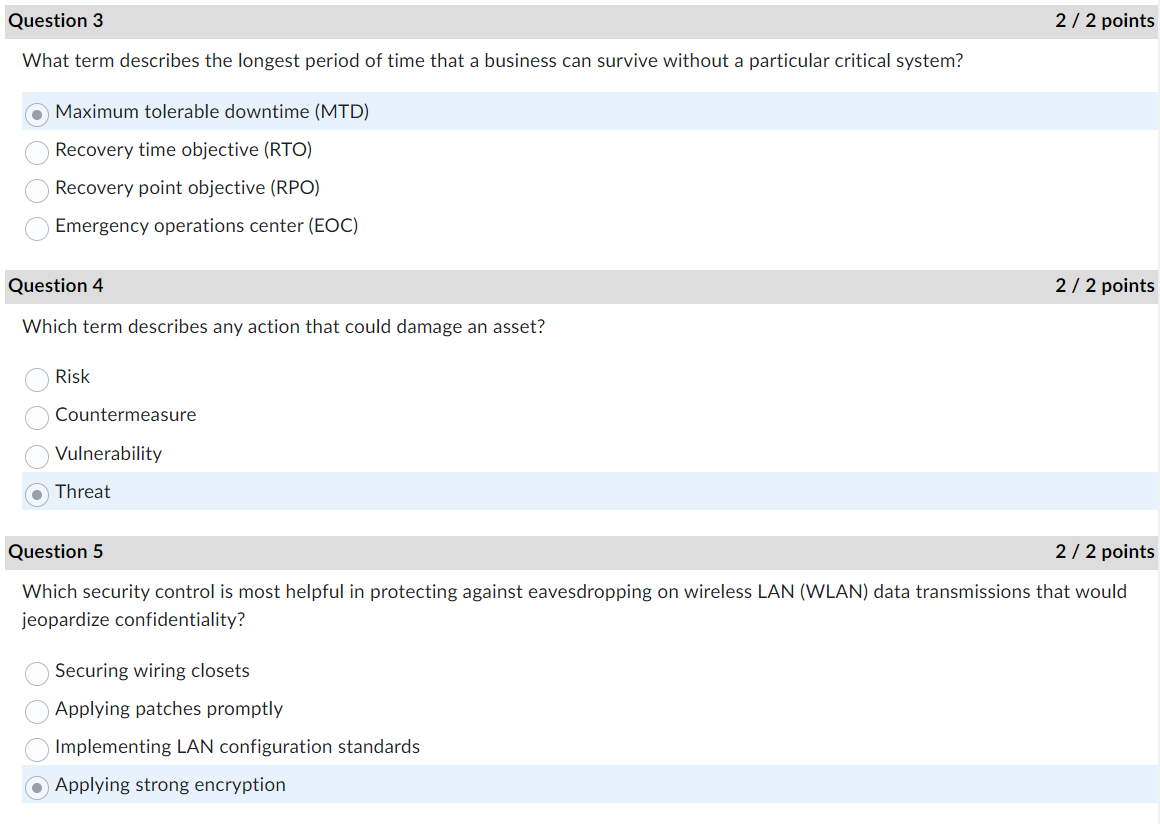 Question 3 2 / 2 points
What term describes the longest period of time that a business can survive without a particular critical system?
Maximum tolerable downtime (MTD)
Recovery time objective (RTO)
Recovery point objective (RPO)
Emergency operations center (EOC)
Question 4 2 / 2 points
Which term describes any action that could damage an asset?
Risk
Countermeasure
Vulnerability
Threat
Question 5 2 / 2 points
Which security control is most helpful in protecting against eavesdropping on wireless LAN (WLAN) data transmissions that would
jeopardize confidentiality?
Securing wiring closets
Applying patches promptly
Implementing LAN configuration standards
Applying strong encryption